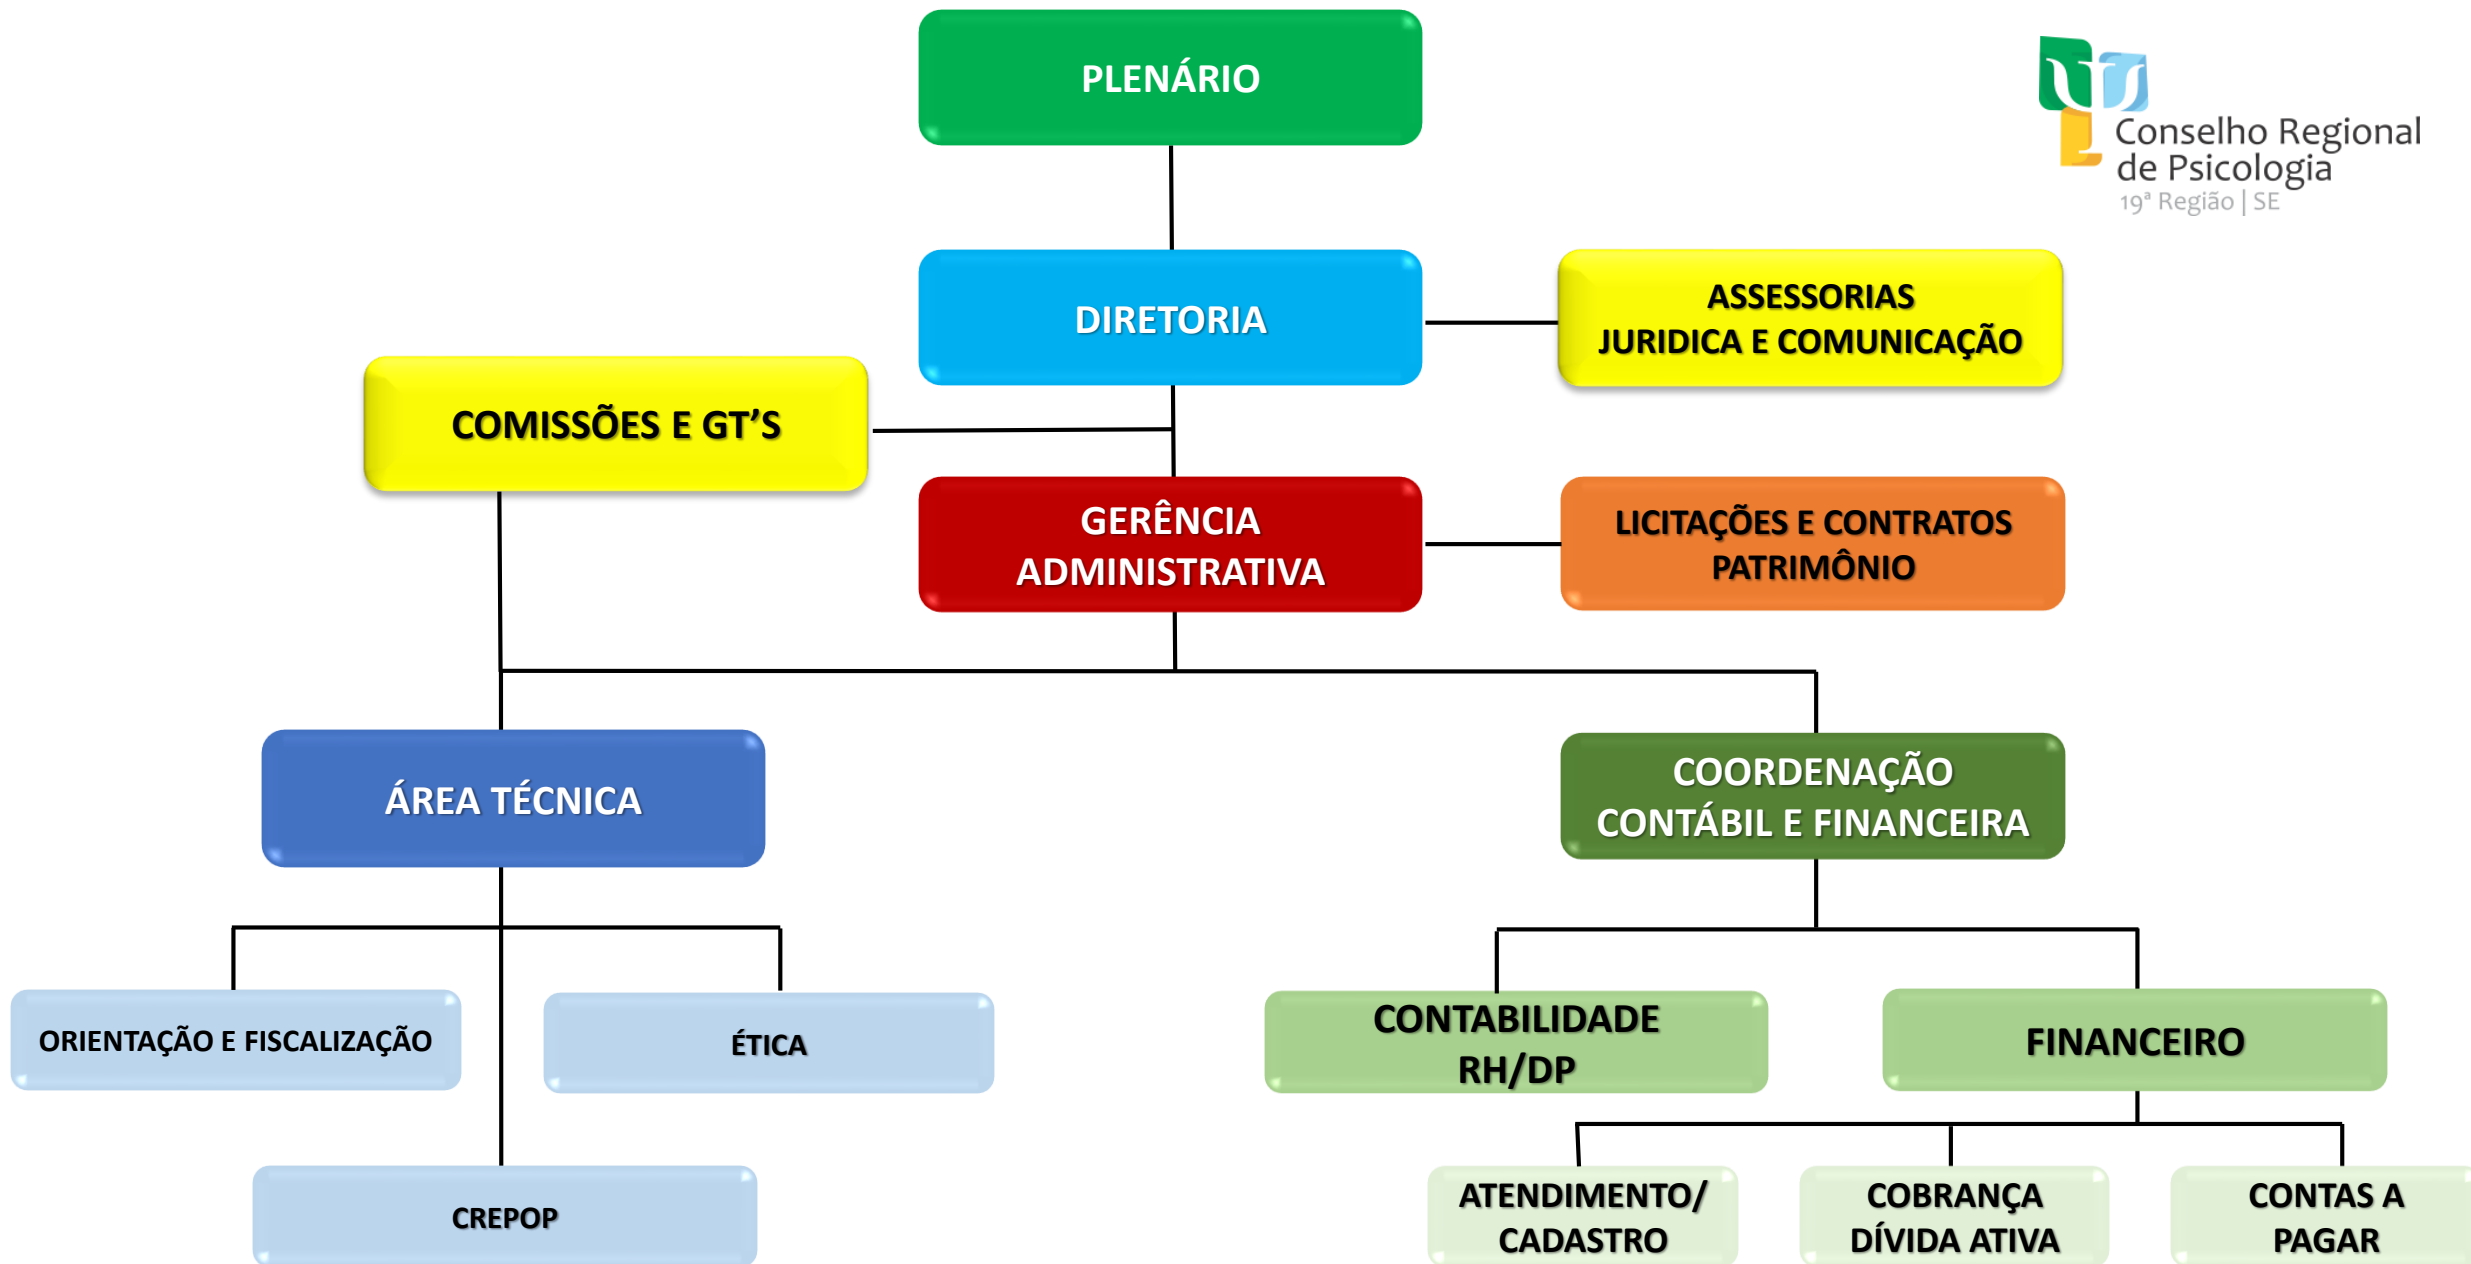 PLENÁRIO
Conselho Regional
de Psicologia
19ª Região | SE
DIRETORIA
ASSESSORIAS
JURIDICA E COMUNICAÇÃO
COMISSÕES E GT’S
GERÊNCIA
ADMINISTRATIVA
LICITAÇÕES E CONTRATOS
PATRIMÔNIO
ÁREA TÉCNICA
COORDENAÇÃO
CONTÁBIL E FINANCEIRA
ORIENTAÇÃO E FISCALIZAÇÃO
ÉTICA
CONTABILIDADE
RH/DP
FINANCEIRO
CREPOP
ATENDIMENTO/
CADASTRO
COBRANÇA
DÍVIDA ATIVA
CONTAS A
PAGAR